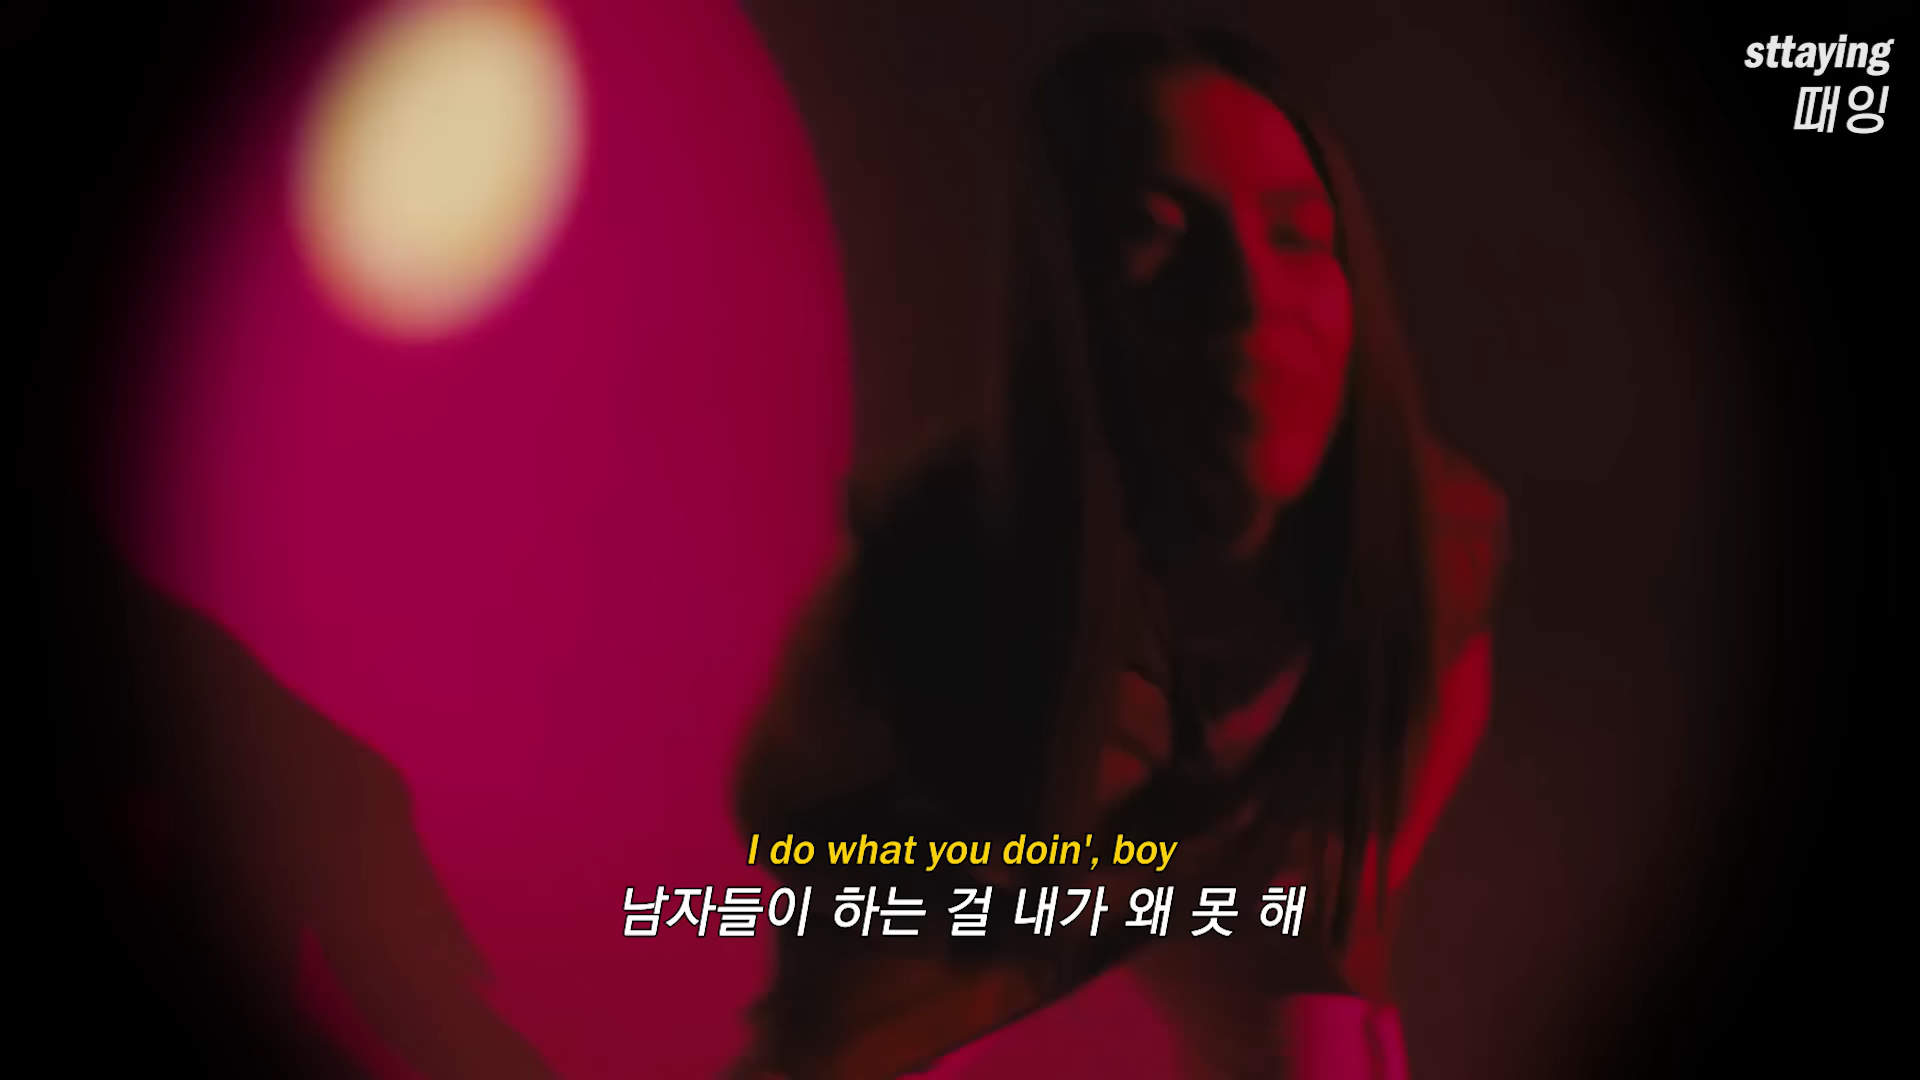 sttaying
때잉
I do what you doin', boy
남자들이 하는 걸 내가 왜 못 해